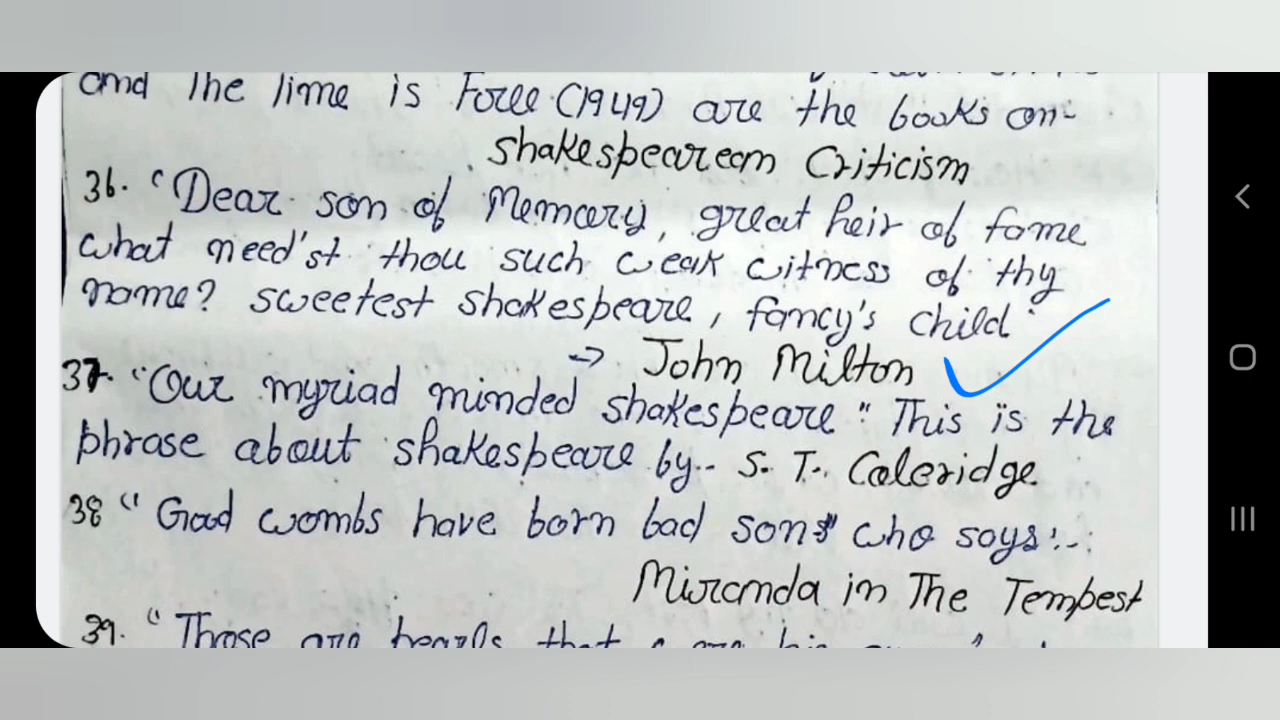 and The Time is Free (1949) are the books on:-
Shakespearean Criticism
36. "Dear son of Memory, great heir of fame
what need'st thou such weak witness of thy
name? sweetest shakespeare, fancy's child"
→ John Milton
37. "Our myriad minded shakespeare" This is the
phrase about shakespeare by:- S. T. Coleridge.
38 "Good wombs have born bad sons" who says:-
Miranda in The Tempest
39. "Those are pearls that were his